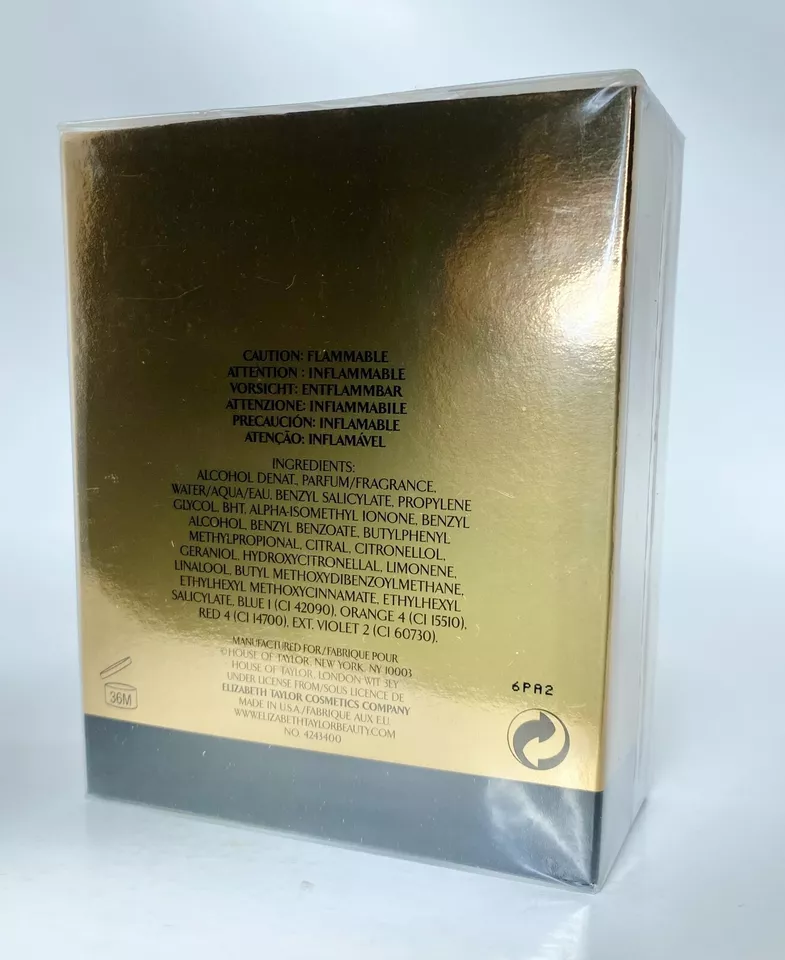 CAUTION: FLAMMABLE
ATTENTION : INFLAMMABLE
VORSICHT: ENTFLAMMBAR
ATTENZIONE: INFIAMMABILE
PRECAUCIÓN: INFLAMABLE
ATENÇÃO: INFLAMÁVEL
INGREDIENTS:
ALCOHOL DENAT., PARFUM/FRAGRANCE,
WATER/AQUA/EAU, BENZYL SALICYLATE, PROPYLENE
GLYCOL, BHT, ALPHA-ISOMETHYL IONONE, BENZYL
ALCOHOL, BENZYL BENZOATE, BUTYLPHENYL
METHYLPROPIONAL, CITRAL, CITRONELLOL,
GERANIOL, HYDROXYCITRONELLAL, LIMONENE,
LINALOOL, BUTYL METHOXYDIBENZOYLMETHANE,
ETHYLHEXYL METHOXYCINNAMATE, ETHYLHEXYL
SALICYLATE, BLUE 1 (CI 42090), ORANGE 4 (CI 15510),
RED 4 (CI 14700), EXT. VIOLET 2 (CI 60730).
MANUFACTURED FOR/FABRIQUE POUR
© HOUSE OF TAYLOR, NEW YORK, NY 10003
HOUSE OF TAYLOR, LONDON W1T 3EY
UNDER LICENSE FROM/SOUS LICENCE DE
ELIZABETH TAYLOR COSMETICS COMPANY
MADE IN U.S.A./FABRIQUE AUX E.U.
WWW.ELIZABETHTAYLORBEAUTY.COM
NO. 4243400
36M
6PA2